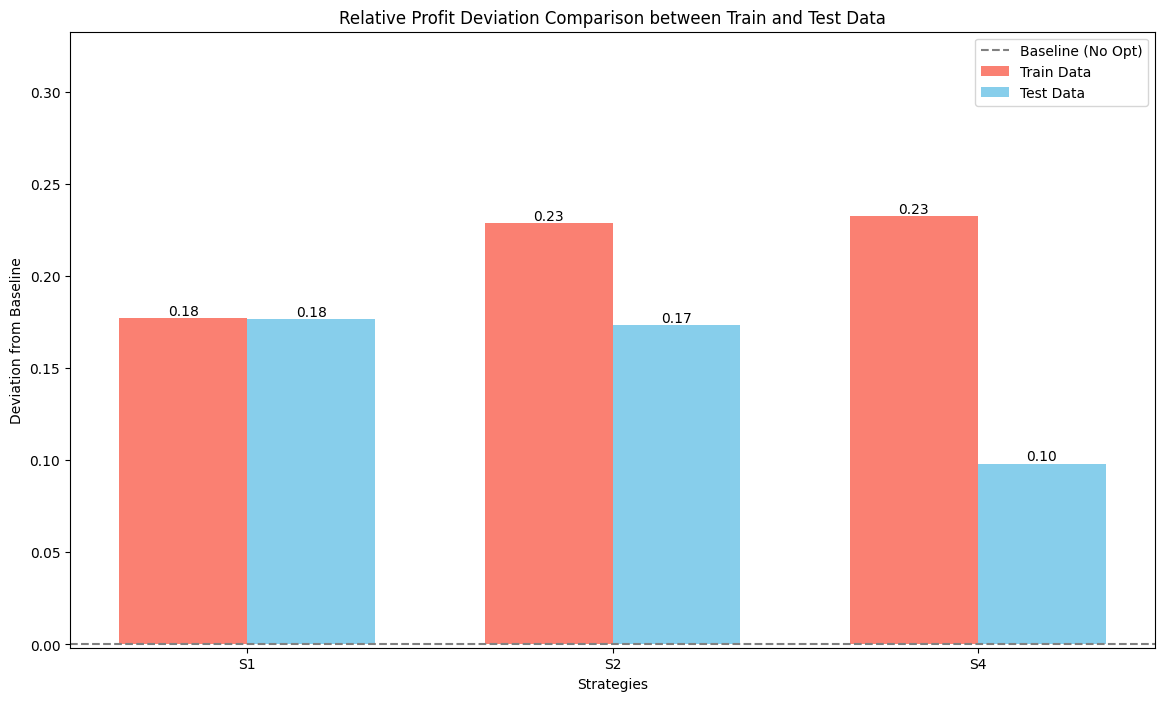 Relative Profit Deviation Comparison between Train and Test Data
Baseline (No Opt)
Train Data
Test Data
Deviation from Baseline
0.30
0.25
0.20
0.15
0.10
0.05
0.00
0.18
0.18
0.23
0.17
0.23
0.10
S1
S2
S4
Strategies